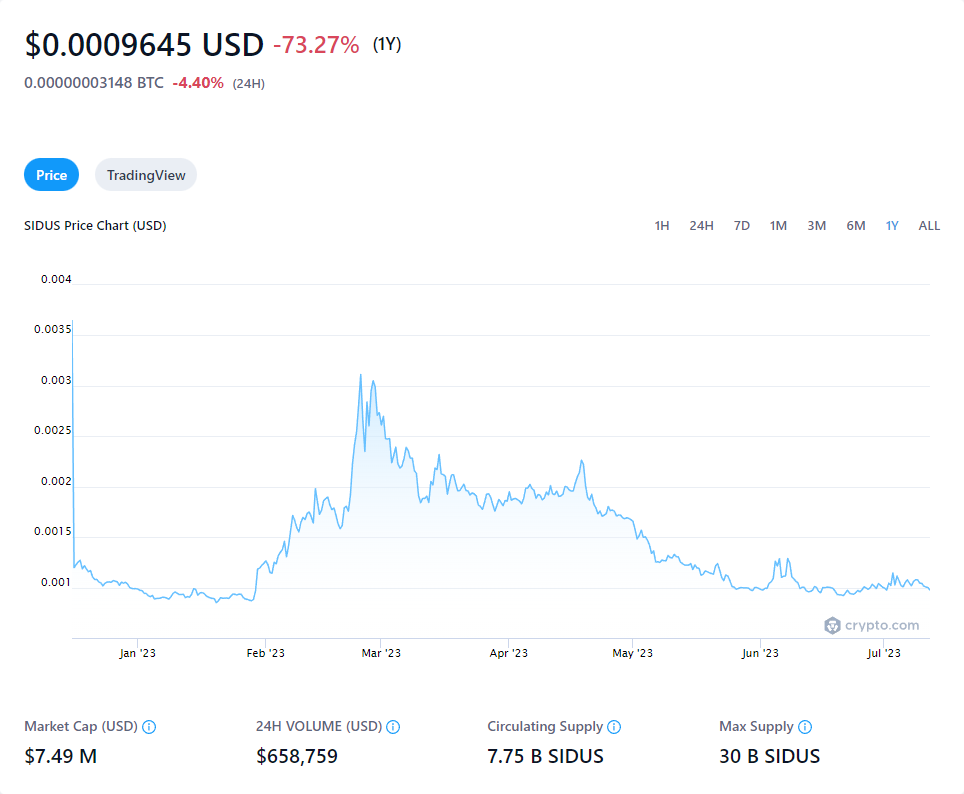 $0.0009645 USD -73.27% (1Y)
0.00000003148 BTC -4.40% (24H)
Price TradingView
SIDUS Price Chart (USD) 1H 24H 7D 1M 3M 6M 1Y ALL
0.004
0.0035
0.003
0.0025
0.002
0.0015
0.001
crypto.com
Jan '23 Feb '23 Mar '23 Apr '23 May '23 Jun '23 Jul '23
Market Cap (USD) 24H VOLUME (USD) Circulating Supply Max Supply
$7.49 M $658,759 7.75 B SIDUS 30 B SIDUS